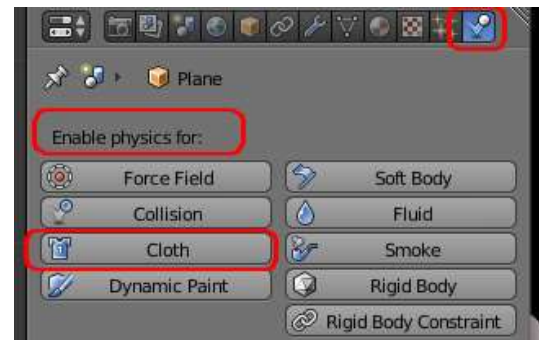 Plane
Enable physics for:
Force Field Soft Body
Collision Fluid
Cloth Smoke
Dynamic Paint Rigid Body
Rigid Body Constraint